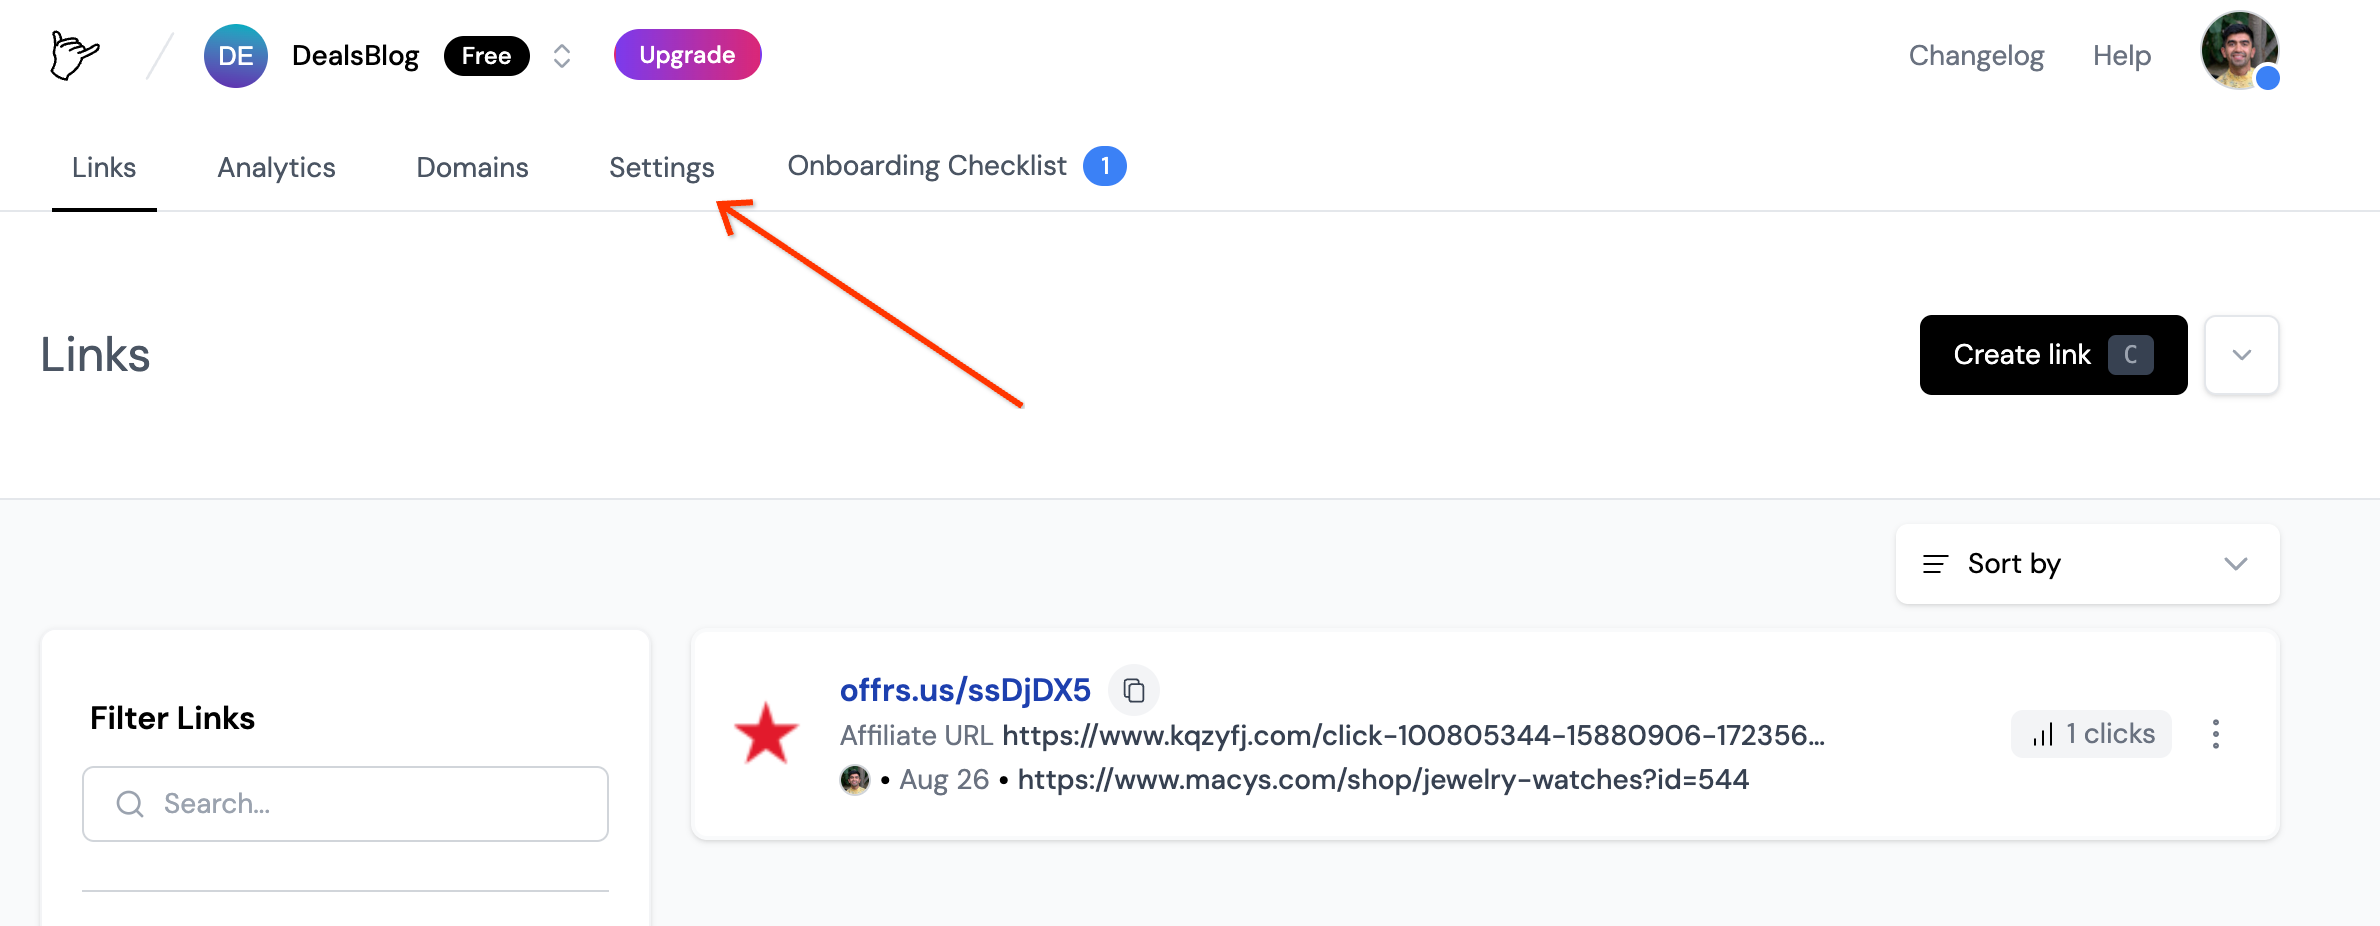 DE DealsBlog Free Upgrade Changelog Help
Links Analytics Domains Settings Onboarding Checklist 1
Links
Create link C
Sort by
Filter Links
Search...
offrs.us/ssDjDX5
Affiliate URL https://www.kqzyfj.com/click-100805344-15880906-172356...
1 clicks
• Aug 26 • https://www.macys.com/shop/jewelry-watches?id=544